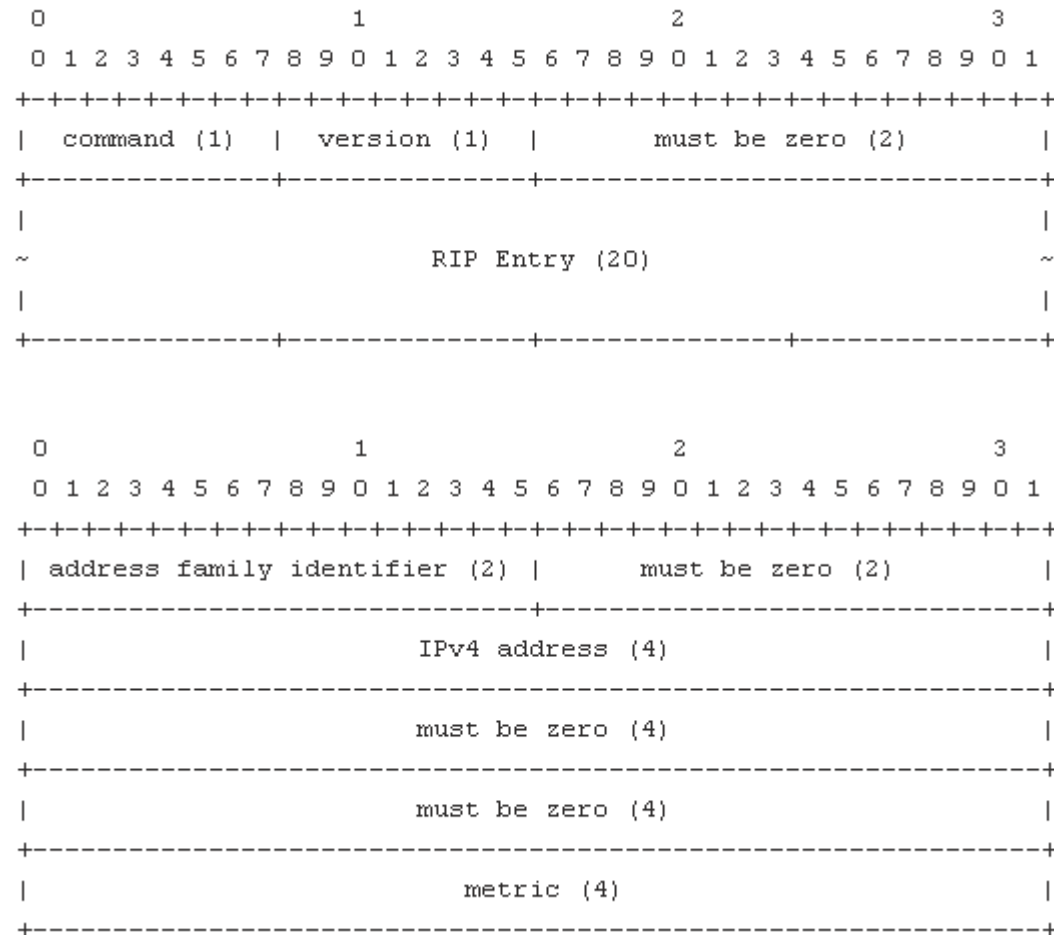 0                   1                   2                   3
0 1 2 3 4 5 6 7 8 9 0 1 2 3 4 5 6 7 8 9 0 1 2 3 4 5 6 7 8 9 0 1
+-+-+-+-+-+-+-+-+-+-+-+-+-+-+-+-+-+-+-+-+-+-+-+-+-+-+-+-+-+-+-+-+
|  command (1)  |  version (1)  |       must be zero (2)        |
+---------------+---------------+-------------------------------+
|                                                               |
~                         RIP Entry (20)                        ~
|                                                               |
+---------------+---------------+---------------+---------------+
0                   1                   2                   3
0 1 2 3 4 5 6 7 8 9 0 1 2 3 4 5 6 7 8 9 0 1 2 3 4 5 6 7 8 9 0 1
+-+-+-+-+-+-+-+-+-+-+-+-+-+-+-+-+-+-+-+-+-+-+-+-+-+-+-+-+-+-+-+-+
| address family identifier (2) |      must be zero (2)         |
+-------------------------------+-------------------------------+
|                        IPv4 address (4)                       |
+---------------------------------------------------------------+
|                        must be zero (4)                       |
+---------------------------------------------------------------+
|                        must be zero (4)                       |
+---------------------------------------------------------------+
|                           metric (4)                          |
+---------------------------------------------------------------+